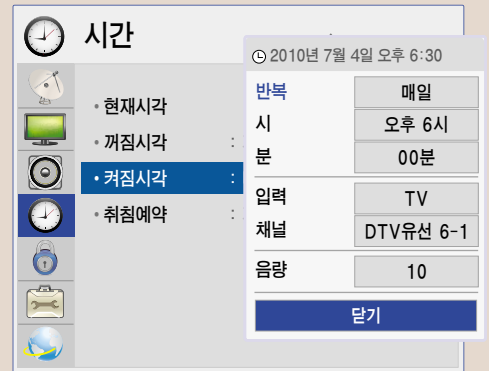 시간
2010년 7월 4일 오후 6:30
· 현재시각
· 꺼짐시각 :
· 켜짐시각 :
· 취침예약 :
반복 매일
시 오후 6시
분 00분
입력 TV
채널 DTV유선 6-1
음량 10
닫기